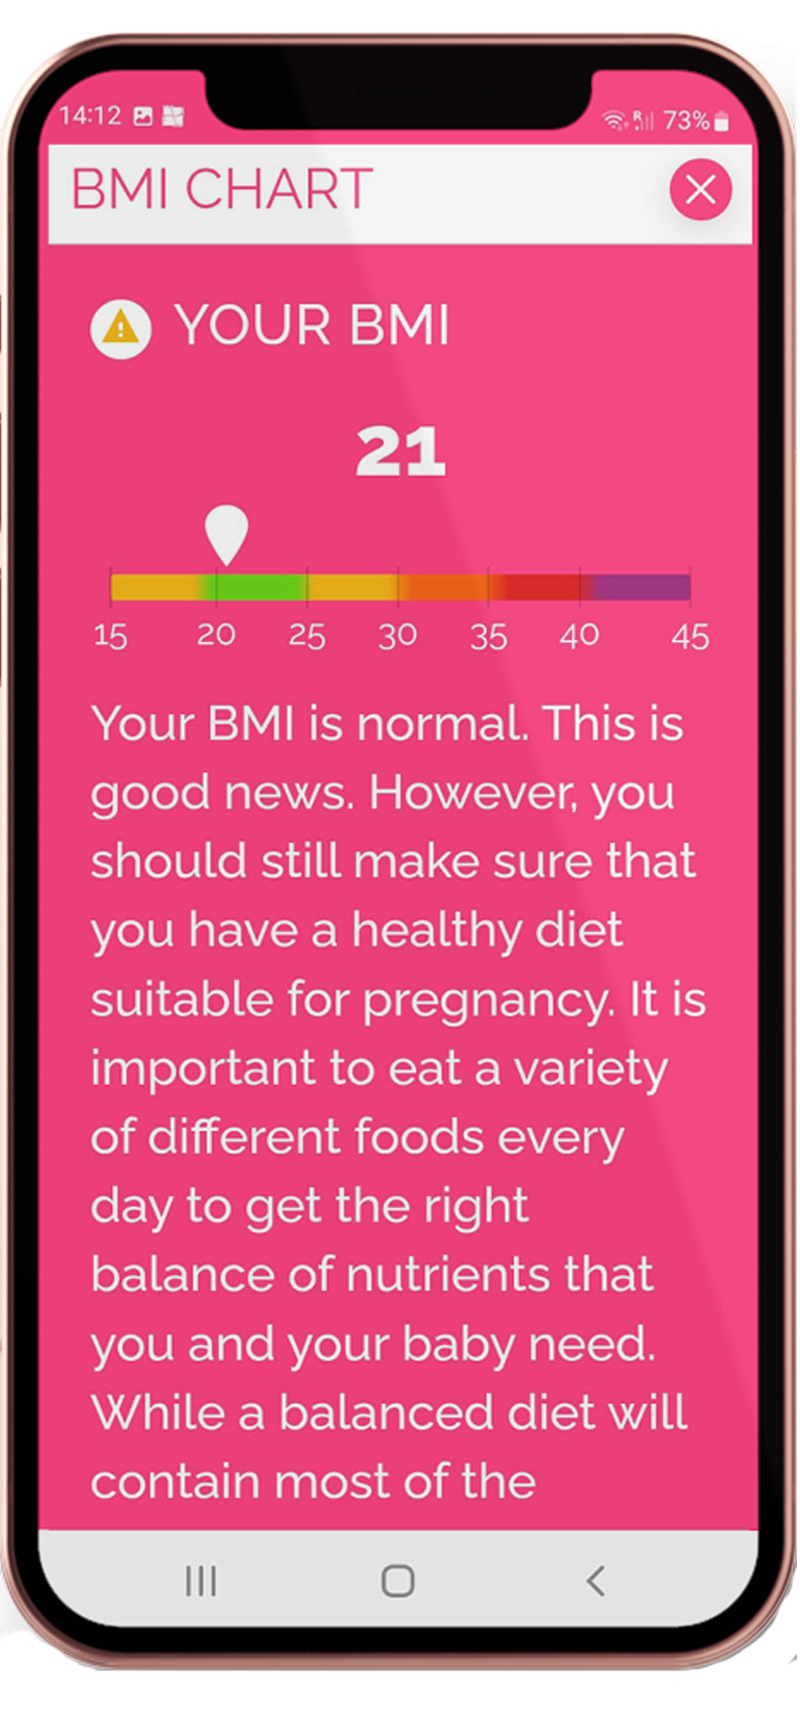 14:12 R 73%
BMI CHART
YOUR BMI
21
15 20 25 30 35 40 45
Your BMI is normal. This is
good news. However, you
should still make sure that
you have a healthy diet
suitable for pregnancy. It is
important to eat a variety
of different foods every
day to get the right
balance of nutrients that
you and your baby need.
While a balanced diet will
contain most of the